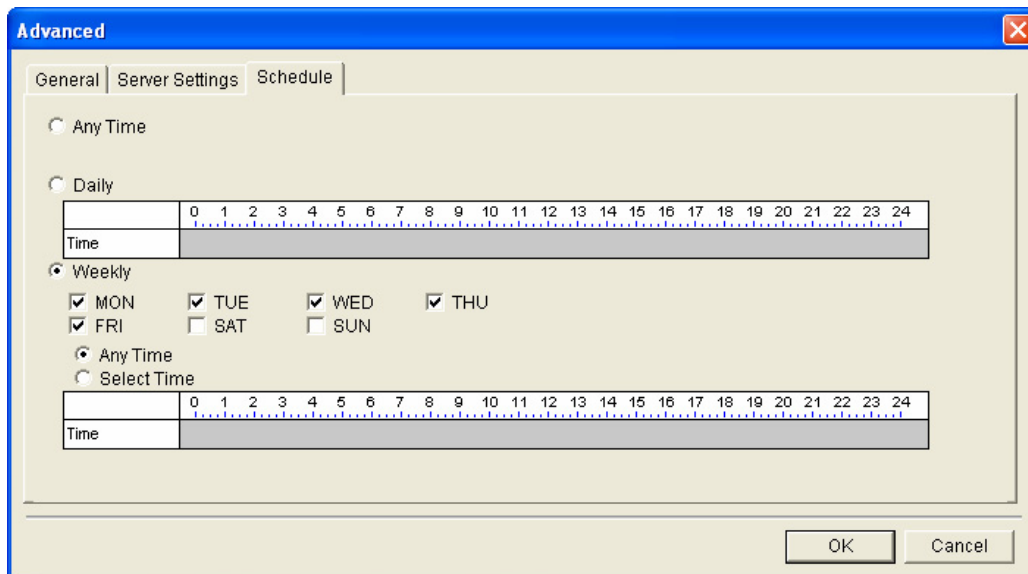 Advanced
General Server Settings Schedule
Any Time
Daily
0 1 2 3 4 5 6 7 8 9 10 11 12 13 14 15 16 17 18 19 20 21 22 23 24
Time
Weekly
MON TUE WED THU
FRI SAT SUN
Any Time
Select Time
0 1 2 3 4 5 6 7 8 9 10 11 12 13 14 15 16 17 18 19 20 21 22 23 24
Time
OK Cancel